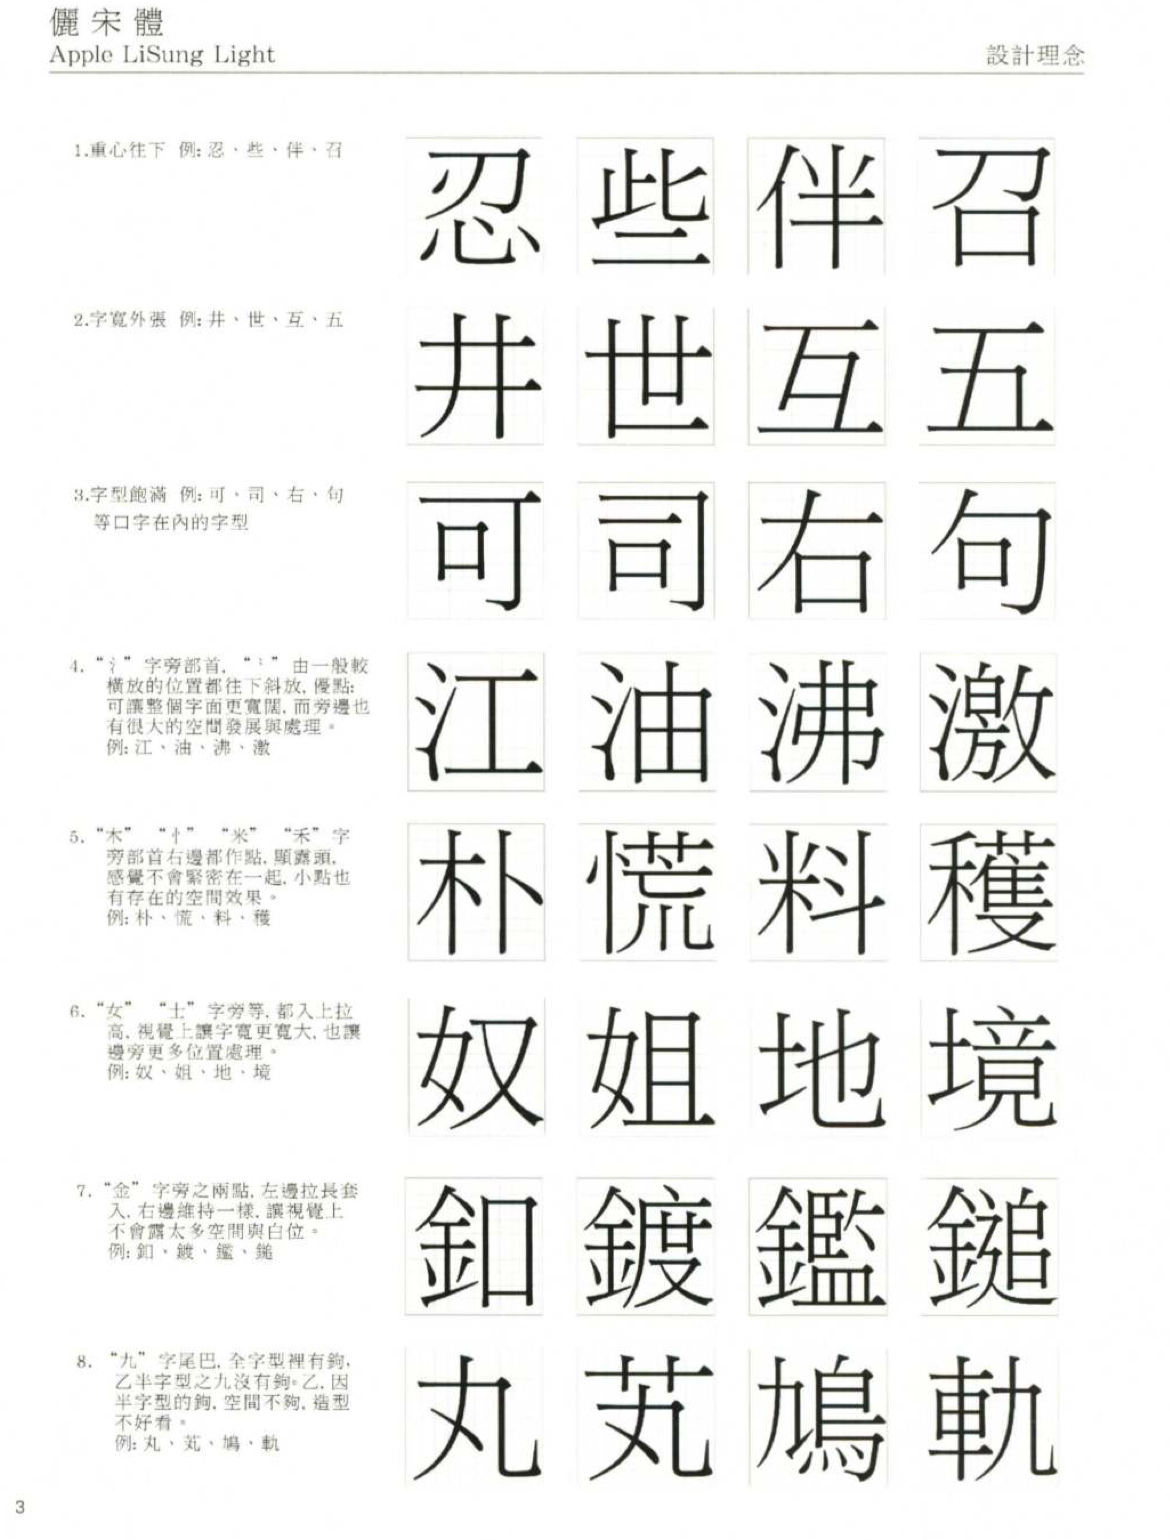 儷宋體
Apple LiSung Light
設計理念
1.重心往下 例:忍、些、伴、召
忍些伴召
2.字寬外張 例:井、世、互、五
井世互五
3.字型飽滿 例:可、司、右、句
等口字在內的字型
可司右句
4. “氵” 字旁部首, “⺀” 由一般較
橫放的位置都往下斜放,優點:
可讓整個字面更寬闊,而旁邊也
有很大的空間發展與處理。
例:江、油、沸、激
江油沸激
5. “木” “忄” “米” “禾” 字
旁部首右邊都作點,顯露頭,
感覺不會緊密在一起,小點也
有存在的空間效果。
例:朴、慌、料、穫
朴慌料穫
6. “女” “士” 字旁等,都入上拉
高,視覺上讓字寬更寬大,也讓
邊旁更多位置處理。
例:奴、姐、地、境
奴姐地境
7. “金” 字旁之兩點,左邊拉長套
入,右邊維持一樣,讓視覺上
不會露太多空間與白位。
例:釦、鍍、鑑、鎚
釦鍍鑑鎚
8. “九” 字尾巴,全字型裡有鉤,
乙半字型之九沒有鉤。乙,因
半字型的鉤,空間不夠,造型
不好看。
例:丸、芄、鳩、軌
丸芄鳩軌
3